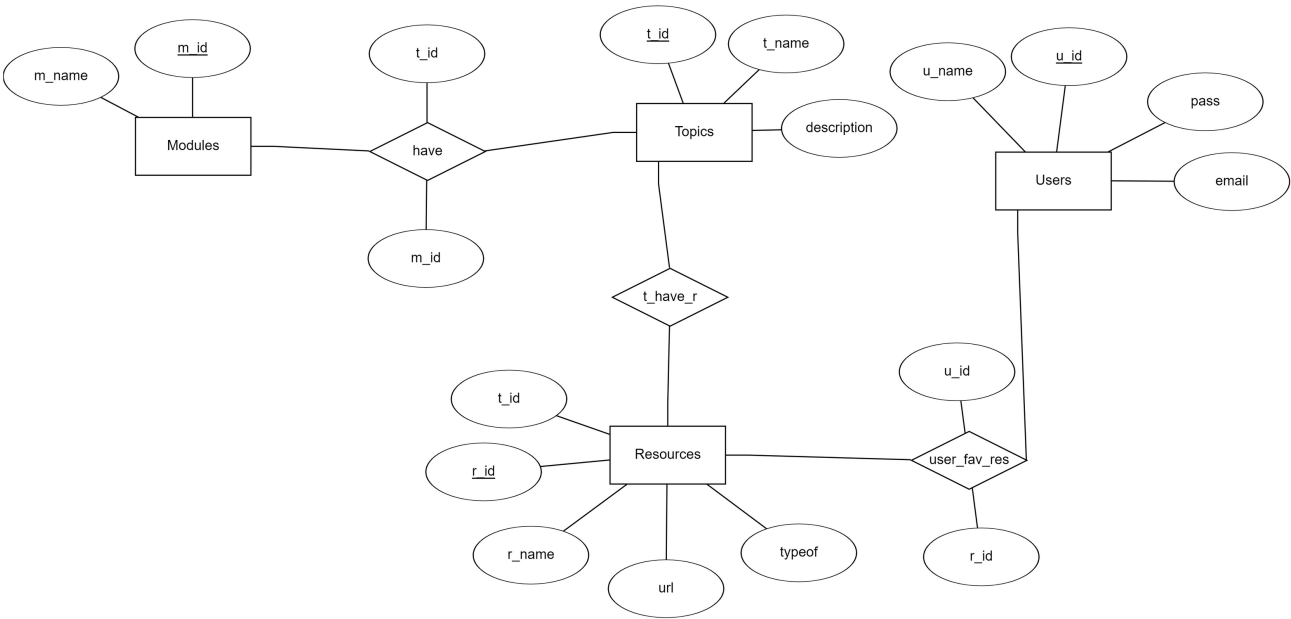 m_id
m_name
Modules
t_id
have
m_id
t_id
t_name
Topics
description
u_name
u_id
pass
Users
email
t_have_r
t_id
r_id
Resources
r_name
url
typeof
u_id
user_fav_res
r_id